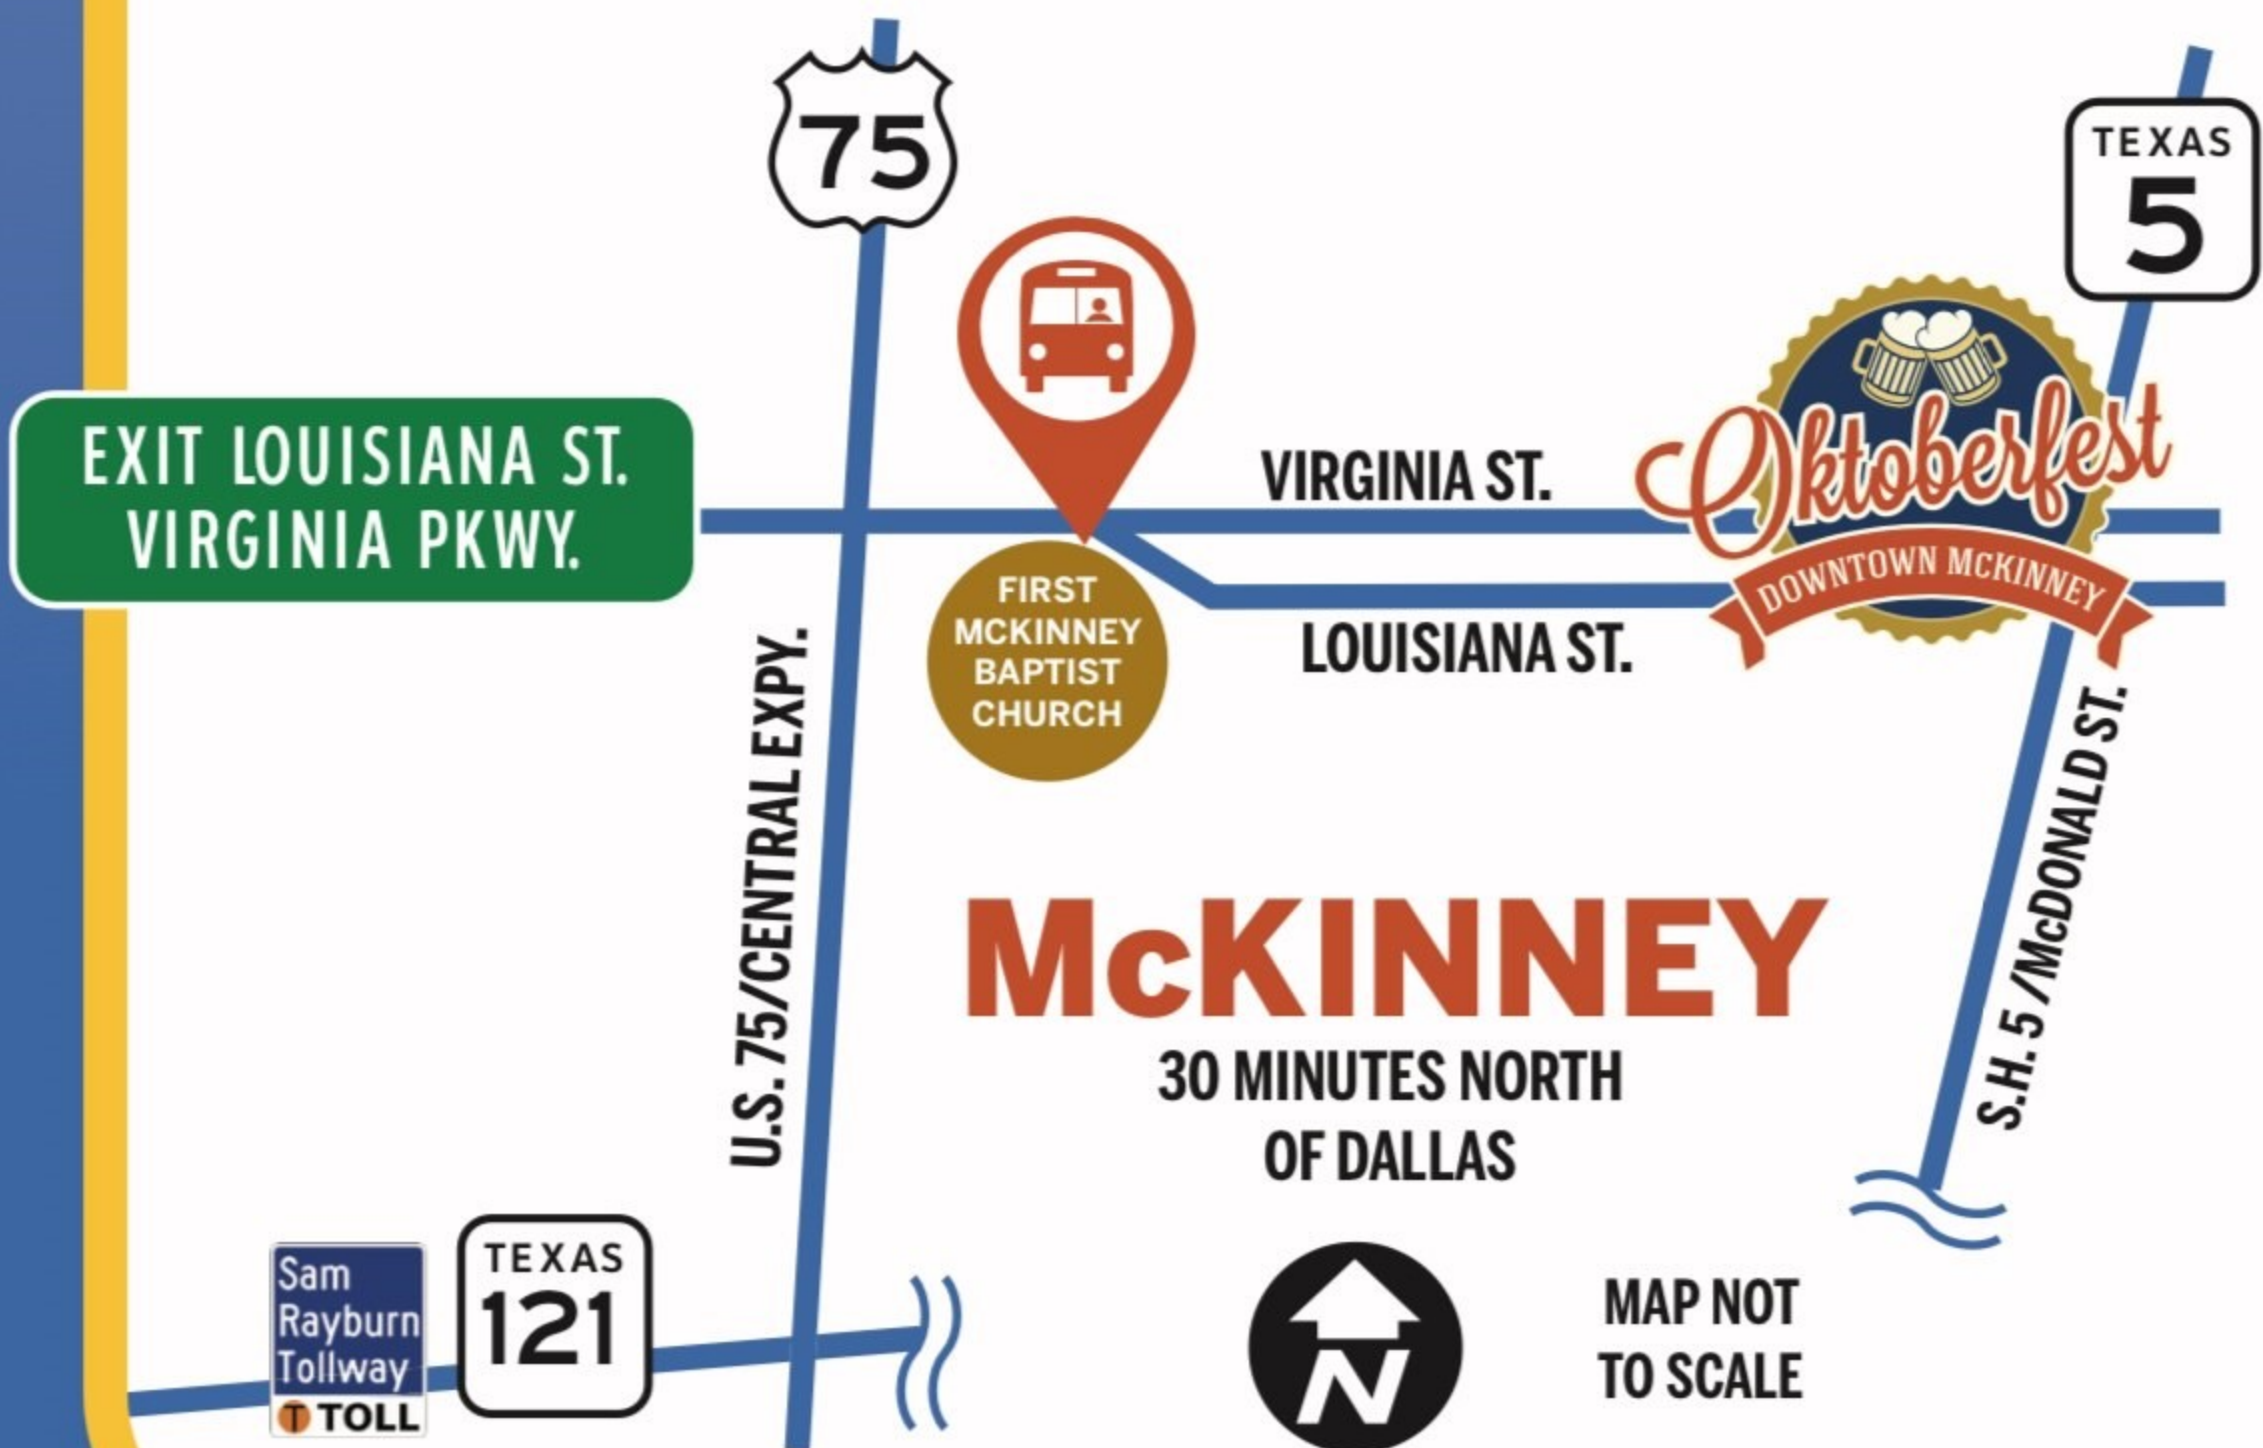 75
TEXAS
5
EXIT LOUISIANA ST.
VIRGINIA PKWY.
VIRGINIA ST.
Oktoberfest
DOWNTOWN MCKINNEY
FIRST
MCKINNEY
BAPTIST
CHURCH
LOUISIANA ST.
U.S. 75/CENTRAL EXPY.
S.H. 5 /McDONALD ST.
McKINNEY
30 MINUTES NORTH
OF DALLAS
Sam
Rayburn
Tollway
T TOLL
TEXAS
121
N
MAP NOT
TO SCALE